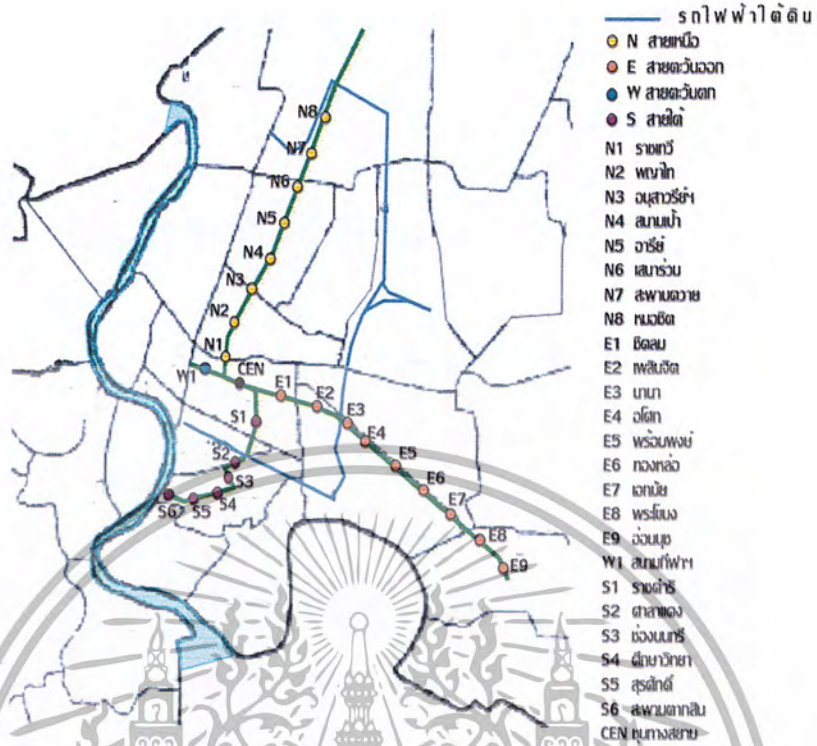 รถไฟฟ้าใต้ดิน
N สายเหนือ
E สายตะวันออก
W สายตะวันตก
S สายใต้
N1 ราชเทวี
N2 พญาไท
N3 อนุสาวรีย์ฯ
N4 สนามเป้า
N5 อารีย์
N6 เสนาร่วม
N7 สะพานควาย
N8 หมอชิต
E1 ชิดลม
E2 เพลินจิต
E3 นานา
E4 อโศก
E5 พร้อมพงษ์
E6 ทองหล่อ
E7 เอกมัย
E8 พระโขนง
E9 อ่อนนุช
W1 สนามกีฬาฯ
S1 ราชดำริ
S2 ศาลาแดง
S3 ช่องนนทรี
S4 ศึกษาวิทยา
S5 สุรศักดิ์
S6 สะพานตากสิน
CEN ชุมทางสยาม
N8
N7
N6
N5
N4
N3
N2
N1
W1
CEN
E1
E2
E3
E4
E5
E6
E7
E8
E9
S1
S2
S3
S4
S5
S6